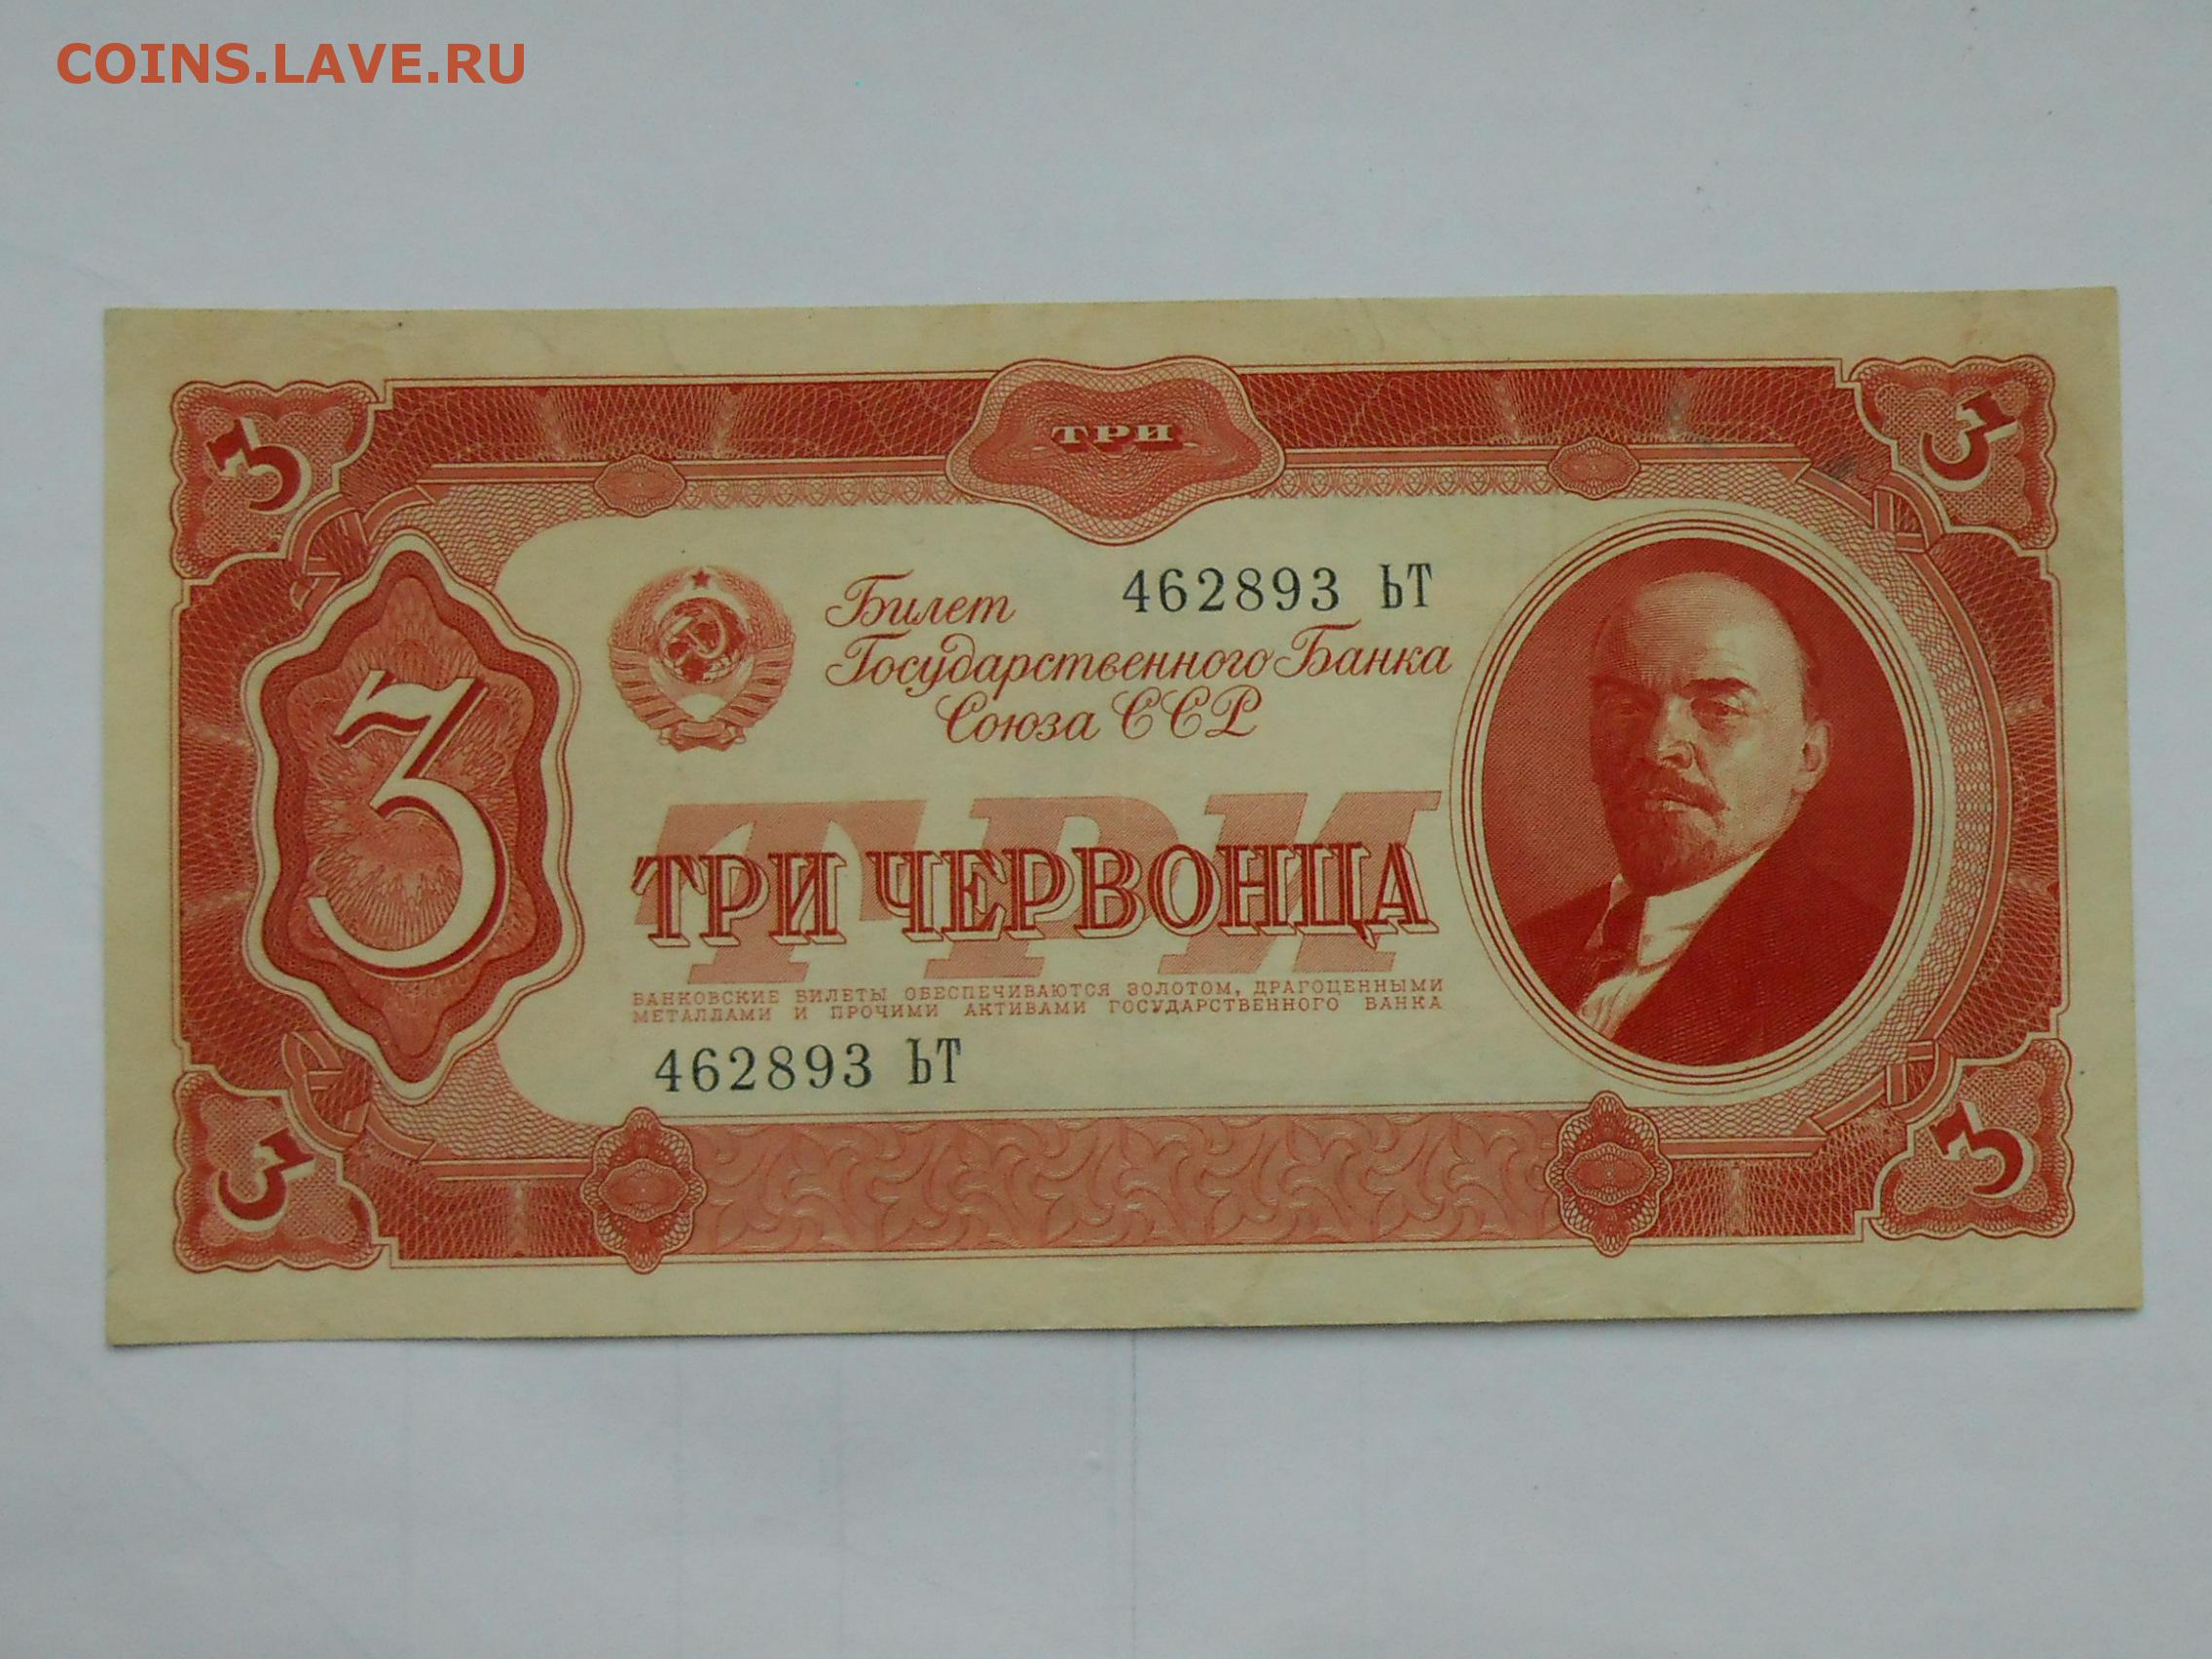 COINS.LAVE.RU
3
ТРИ
3
Билет
462893 ЬТ
Государственного Банка
Союза ССР
3
ТРИ
ТРИ ЧЕРВОНЦА
БАНКОВСКИЕ БИЛЕТЫ ОБЕСПЕЧИВАЮТСЯ ЗОЛОТОМ, ДРАГОЦЕННЫМИ
МЕТАЛЛАМИ И ПРОЧИМИ АКТИВАМИ ГОСУДАРСТВЕННОГО БАНКА
462893 ЬТ
3
3